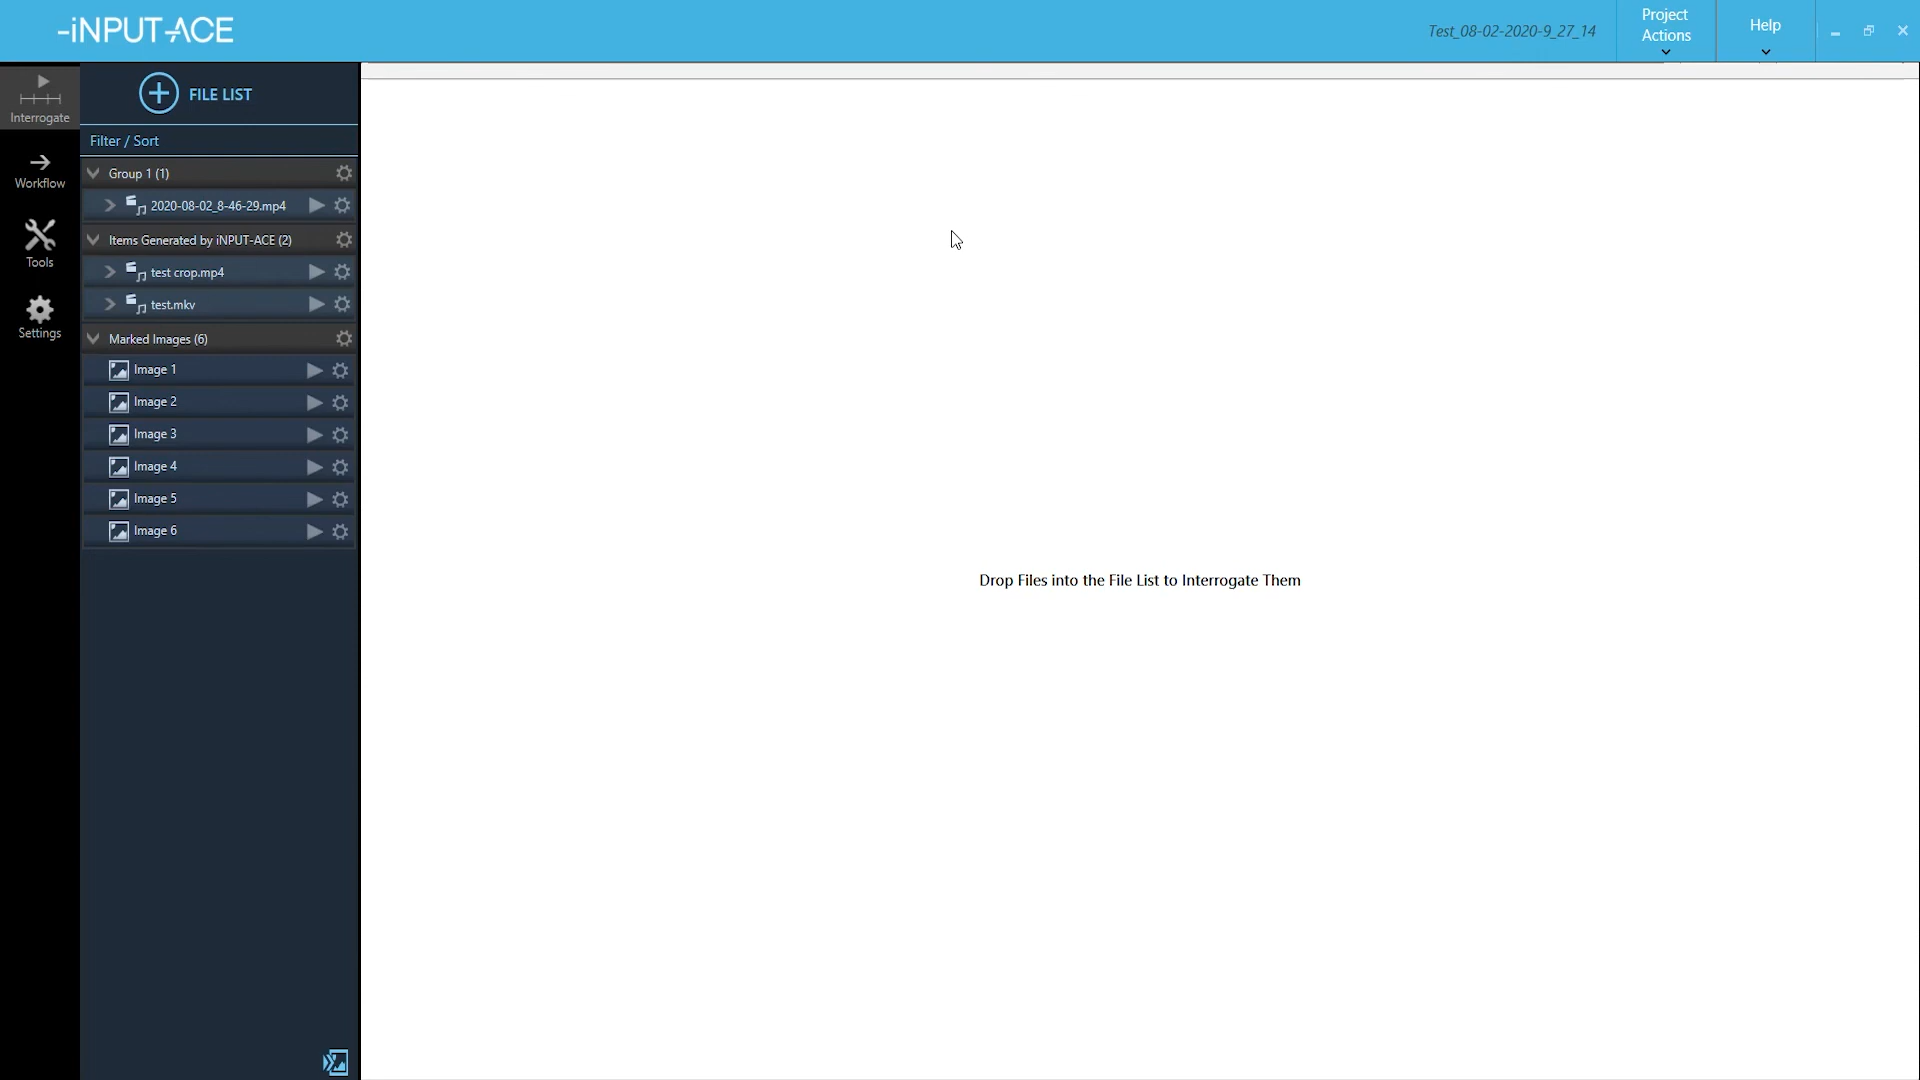 -iNPUT-ACE
Test_08-02-2020-9_27_14
Project
Actions
Help
Interrogate
FILE LIST
Filter / Sort
Group 1 (1)
Workflow
2020-08-02_8-46-29.mp4
Items Generated by iNPUT-ACE (2)
Tools
test crop.mp4
test.mkv
Settings
Marked Images (6)
Image 1
Image 2
Image 3
Image 4
Image 5
Image 6
Drop Files into the File List to Interrogate Them